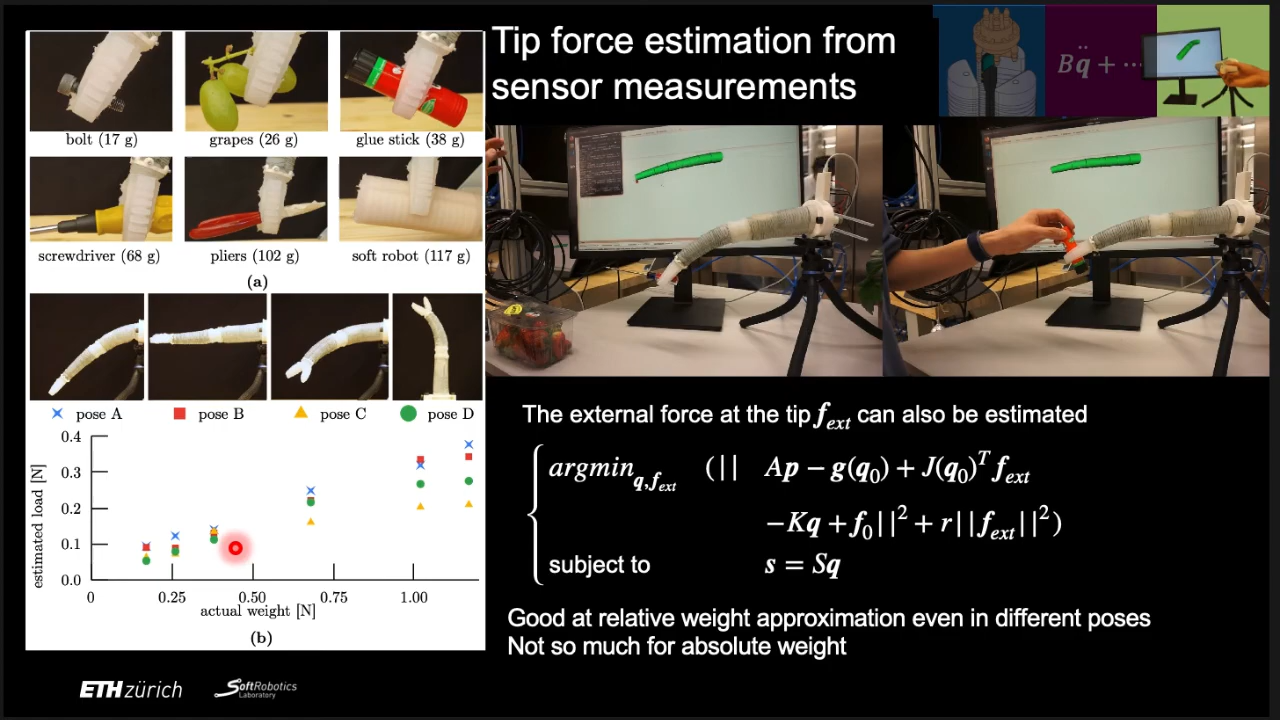 Tip force estimation from
sensor measurements
Bq̈ + ⋯
bolt (17 g)
grapes (26 g)
glue stick (38 g)
screwdriver (68 g)
pliers (102 g)
soft robot (117 g)
(a)
pose A
pose B
pose C
pose D
0.4
0.3
0.2
0.1
0.0
estimated load [N]
0
0.25
0.50
0.75
1.00
actual weight [N]
(b)
The external force at the tip f_ext can also be estimated
argmin_{q,f_ext} (|| Ap − g(q₀) + J(q₀)ᵀ f_ext
−Kq + f₀||² + r||f_ext||²)
subject to s = Sq
Good at relative weight approximation even in different poses
Not so much for absolute weight
ETH zürich
SoftRobotics
Laboratory